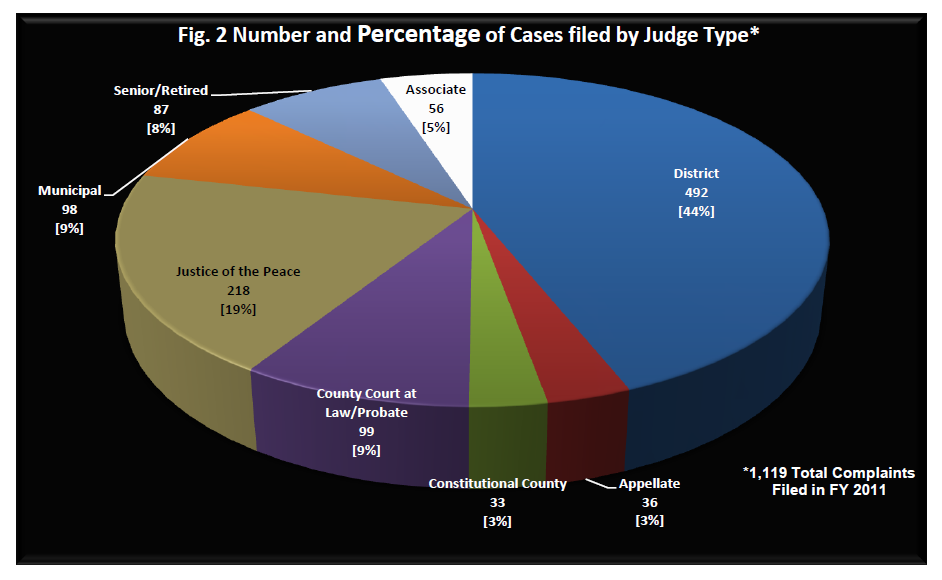 Fig. 2 Number and Percentage of Cases filed by Judge Type*
Senior/Retired
87
[8%]
Associate
56
[5%]
District
492
[44%]
Municipal
98
[9%]
Justice of the Peace
218
[19%]
County Court at
Law/Probate
99
[9%]
Constitutional County
33
[3%]
Appellate
36
[3%]
*1,119 Total Complaints
Filed in FY 2011